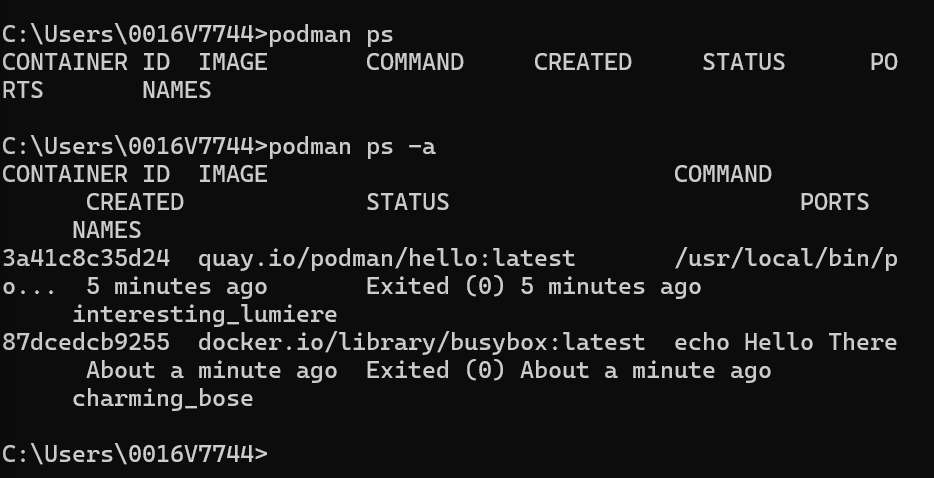 C:\Users\0016V7744>podman ps
CONTAINER ID  IMAGE       COMMAND     CREATED     STATUS      PO
RTS       NAMES
C:\Users\0016V7744>podman ps -a
CONTAINER ID  IMAGE                             COMMAND
      CREATED             STATUS                         PORTS
     NAMES
3a41c8c35d24  quay.io/podman/hello:latest       /usr/local/bin/p
o...  5 minutes ago       Exited (0) 5 minutes ago
     interesting_lumiere
87dcedcb9255  docker.io/library/busybox:latest  echo Hello There
      About a minute ago  Exited (0) About a minute ago
     charming_bose
C:\Users\0016V7744>